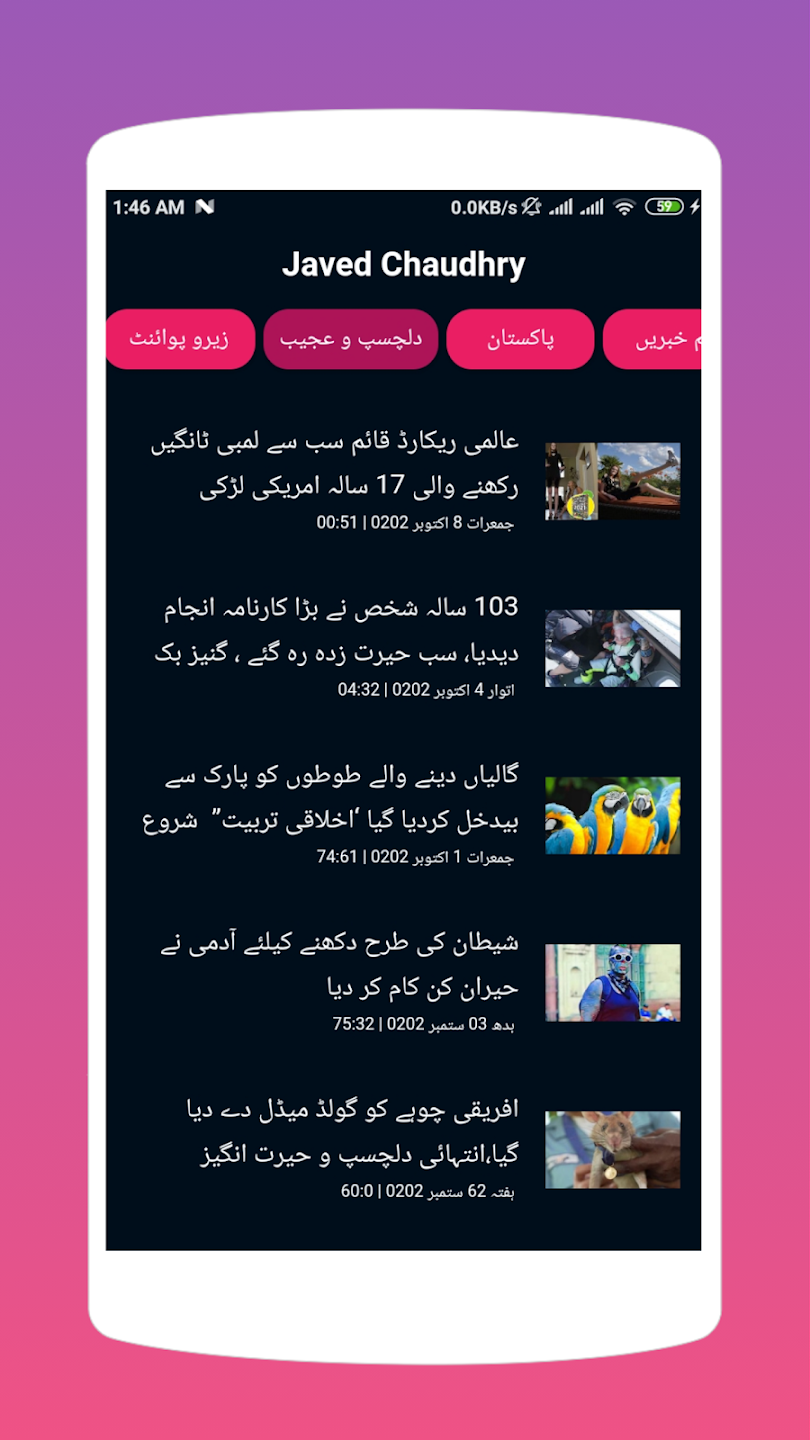 1:46 AM 0.0KB/s 59
Javed Chaudhry
زیرو پوائنٹ
دلچسپ و عجیب
پاکستان
م خبریں
عالمی ریکارڈ قائم سب سے لمبی ٹانگیں
رکھنے والی 17 سالہ امریکی لڑکی
جمعرات 8 اکتوبر 0202 | 00:51
103 سالہ شخص نے بڑا کارنامہ انجام
دیدیا، سب حیرت زدہ رہ گئے ، گنیز بک
اتوار 4 اکتوبر 0202 | 04:32
گالیاں دینے والے طوطوں کو پارک سے
بیدخل کردیا گیا ‘اخلاقی تربیت” شروع
جمعرات 1 اکتوبر 0202 | 74:61
شیطان کی طرح دکھنے کیلئے آدمی نے
حیران کن کام کر دیا
بدھ 03 ستمبر 0202 | 75:32
افریقی چوہے کو گولڈ میڈل دے دیا
گیا،انتہائی دلچسپ و حیرت انگیز
ہفتہ 62 ستمبر 0202 | 60:0